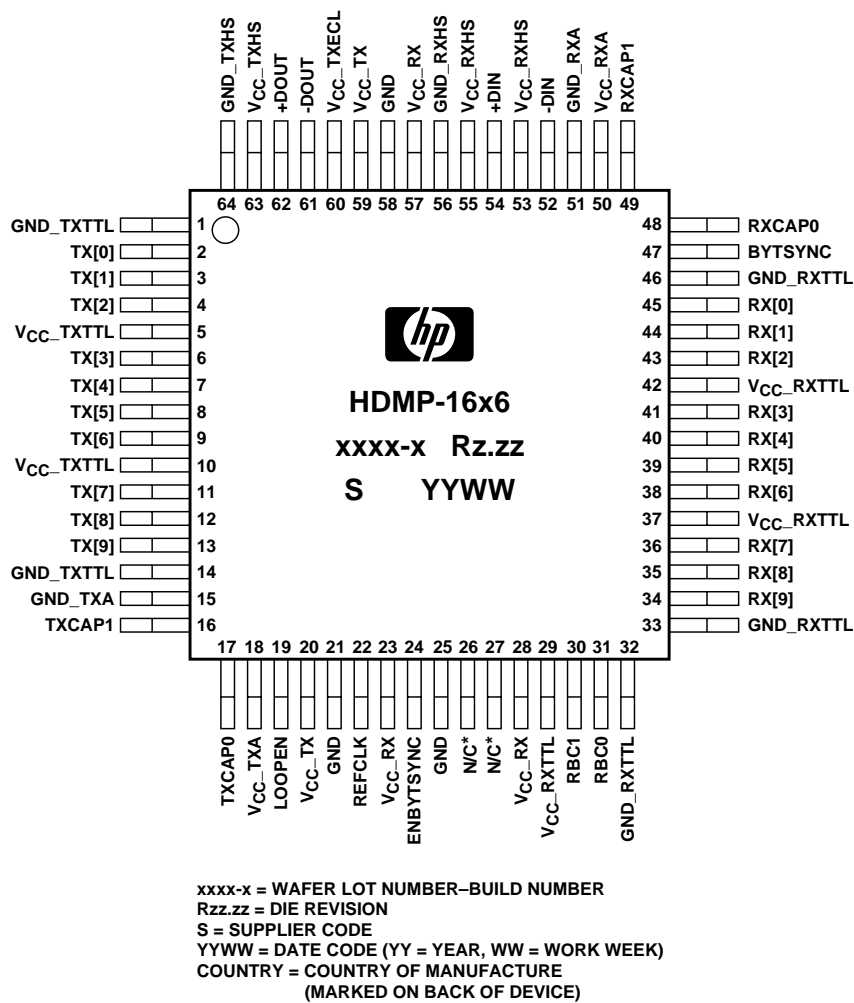 GND_TXHS
VCC_TXHS
+DOUT
-DOUT
VCC_TXECL
VCC_TX
GND
VCC_RX
GND_RXHS
VCC_RXHS
+DIN
VCC_RXHS
-DIN
GND_RXA
VCC_RXA
RXCAP1
64 63 62 61 60 59 58 57 56 55 54 53 52 51 50 49
GND_TXTTL 1
TX[0] 2
TX[1] 3
TX[2] 4
VCC_TXTTL 5
TX[3] 6
TX[4] 7
TX[5] 8
TX[6] 9
VCC_TXTTL 10
TX[7] 11
TX[8] 12
TX[9] 13
GND_TXTTL 14
GND_TXA 15
TXCAP1 16
hp
HDMP-16x6
xxxx-x Rz.zz
S YYWW
48 RXCAP0
47 BYTSYNC
46 GND_RXTTL
45 RX[0]
44 RX[1]
43 RX[2]
42 VCC_RXTTL
41 RX[3]
40 RX[4]
39 RX[5]
38 RX[6]
37 VCC_RXTTL
36 RX[7]
35 RX[8]
34 RX[9]
33 GND_RXTTL
17 18 19 20 21 22 23 24 25 26 27 28 29 30 31 32
TXCAP0
VCC_TXA
LOOPEN
VCC_TX
GND
REFCLK
VCC_RX
ENBYTSYNC
GND
N/C*
N/C*
VCC_RX
VCC_RXTTL
RBC1
RBC0
GND_RXTTL
xxxx-x = WAFER LOT NUMBER–BUILD NUMBER
Rzz.zz = DIE REVISION
S = SUPPLIER CODE
YYWW = DATE CODE (YY = YEAR, WW = WORK WEEK)
COUNTRY = COUNTRY OF MANUFACTURE
(MARKED ON BACK OF DEVICE)